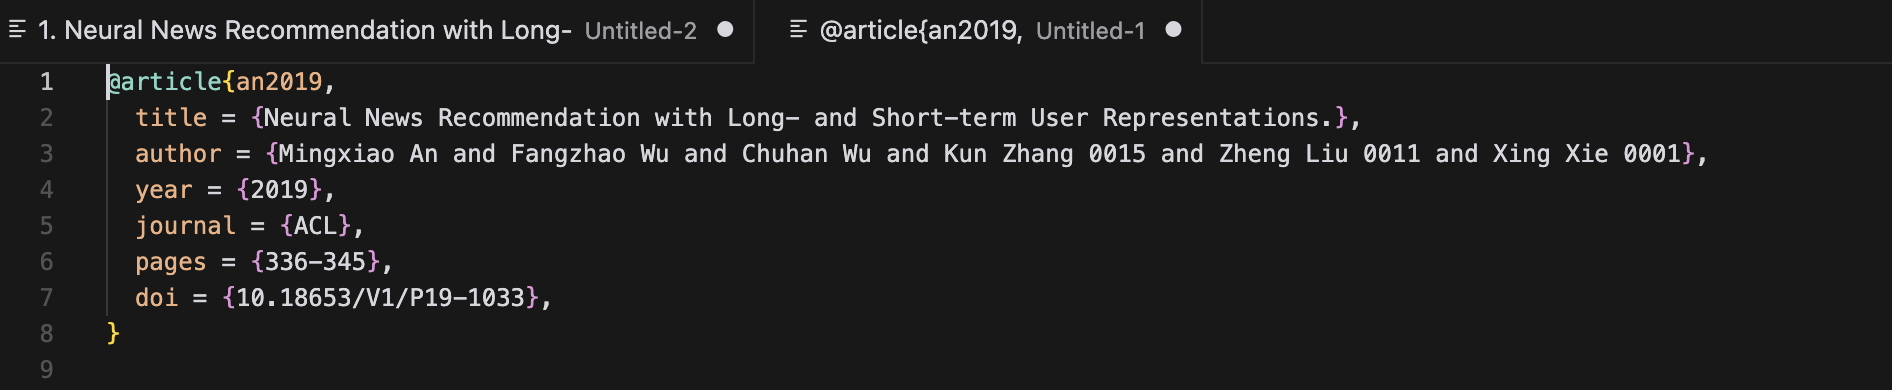 1. Neural News Recommendation with Long- Untitled-2
@article{an2019, Untitled-1
1 @article{an2019,
2 title = {Neural News Recommendation with Long- and Short-term User Representations.},
3 author = {Mingxiao An and Fangzhao Wu and Chuhan Wu and Kun Zhang 0015 and Zheng Liu 0011 and Xing Xie 0001},
4 year = {2019},
5 journal = {ACL},
6 pages = {336-345},
7 doi = {10.18653/V1/P19-1033},
8 }
9